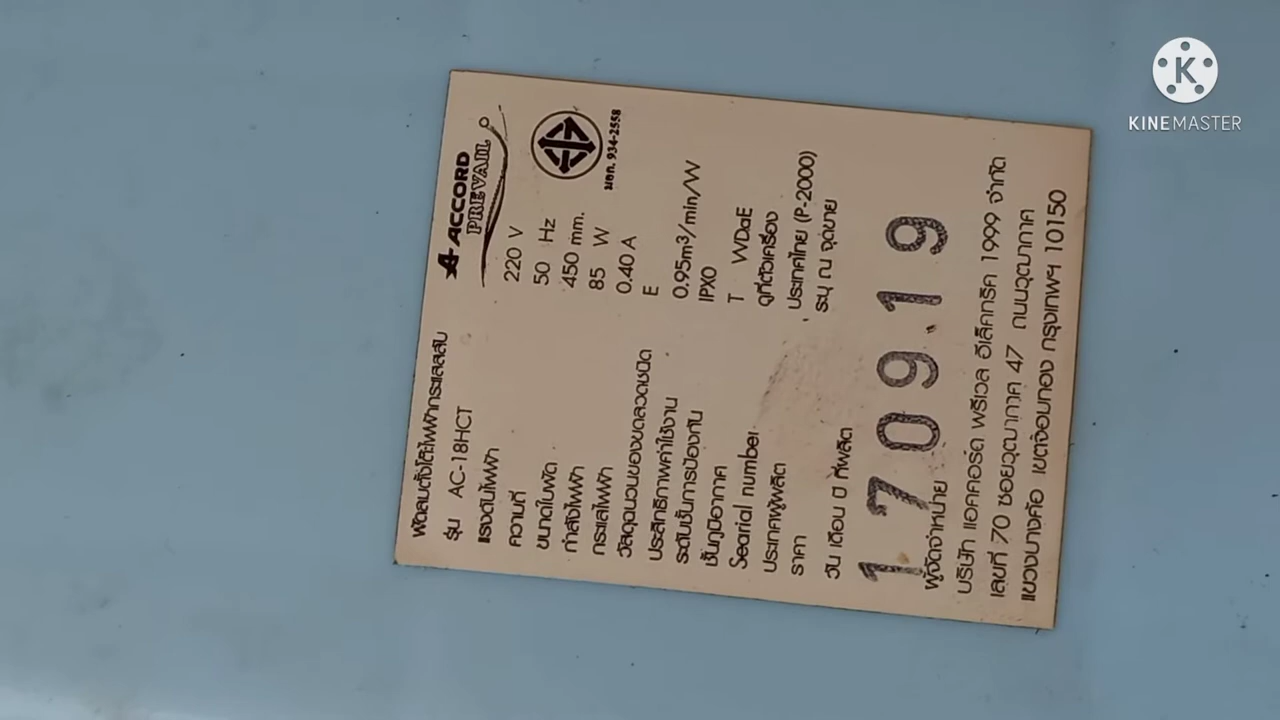 ACCORD
PREVAIL
มอก. 934-2558
พัดลมตั้งโต๊ะไฟฟ้ากระแสสลับ
รุ่น AC-18HCT
แรงดันไฟฟ้า 220 V
ความถี่ 50 Hz
ขนาดใบพัด 450 mm.
กำลังไฟฟ้า 85 W
กระแสไฟฟ้า 0.40 A
วัสดุฉนวนของขดลวดชนิด E
ประสิทธิภาพค่าใช้งาน 0.95m³/min/W
ระดับชั้นการป้องกัน IPX0
ชั้นภูมิอากาศ T
Searial number WDaE ดูที่ตัวเครื่อง
ประเทศผู้ผลิต ประเทศไทย (P-2000)
ราคา ระบุ ณ จุดขาย
วัน เดือน ปี ที่ผลิต
17 09.19
ผู้จัดจำหน่าย
บริษัท แอคคอร์ด พรีเวล อีเล็คทริค 1999 จำกัด
เลขที่ 70 ซอยวุฒากาศ 47 ถนนวุฒากาศ
แขวงบางค้อ เขตจอมทอง กรุงเทพฯ 10150
KINEMASTER